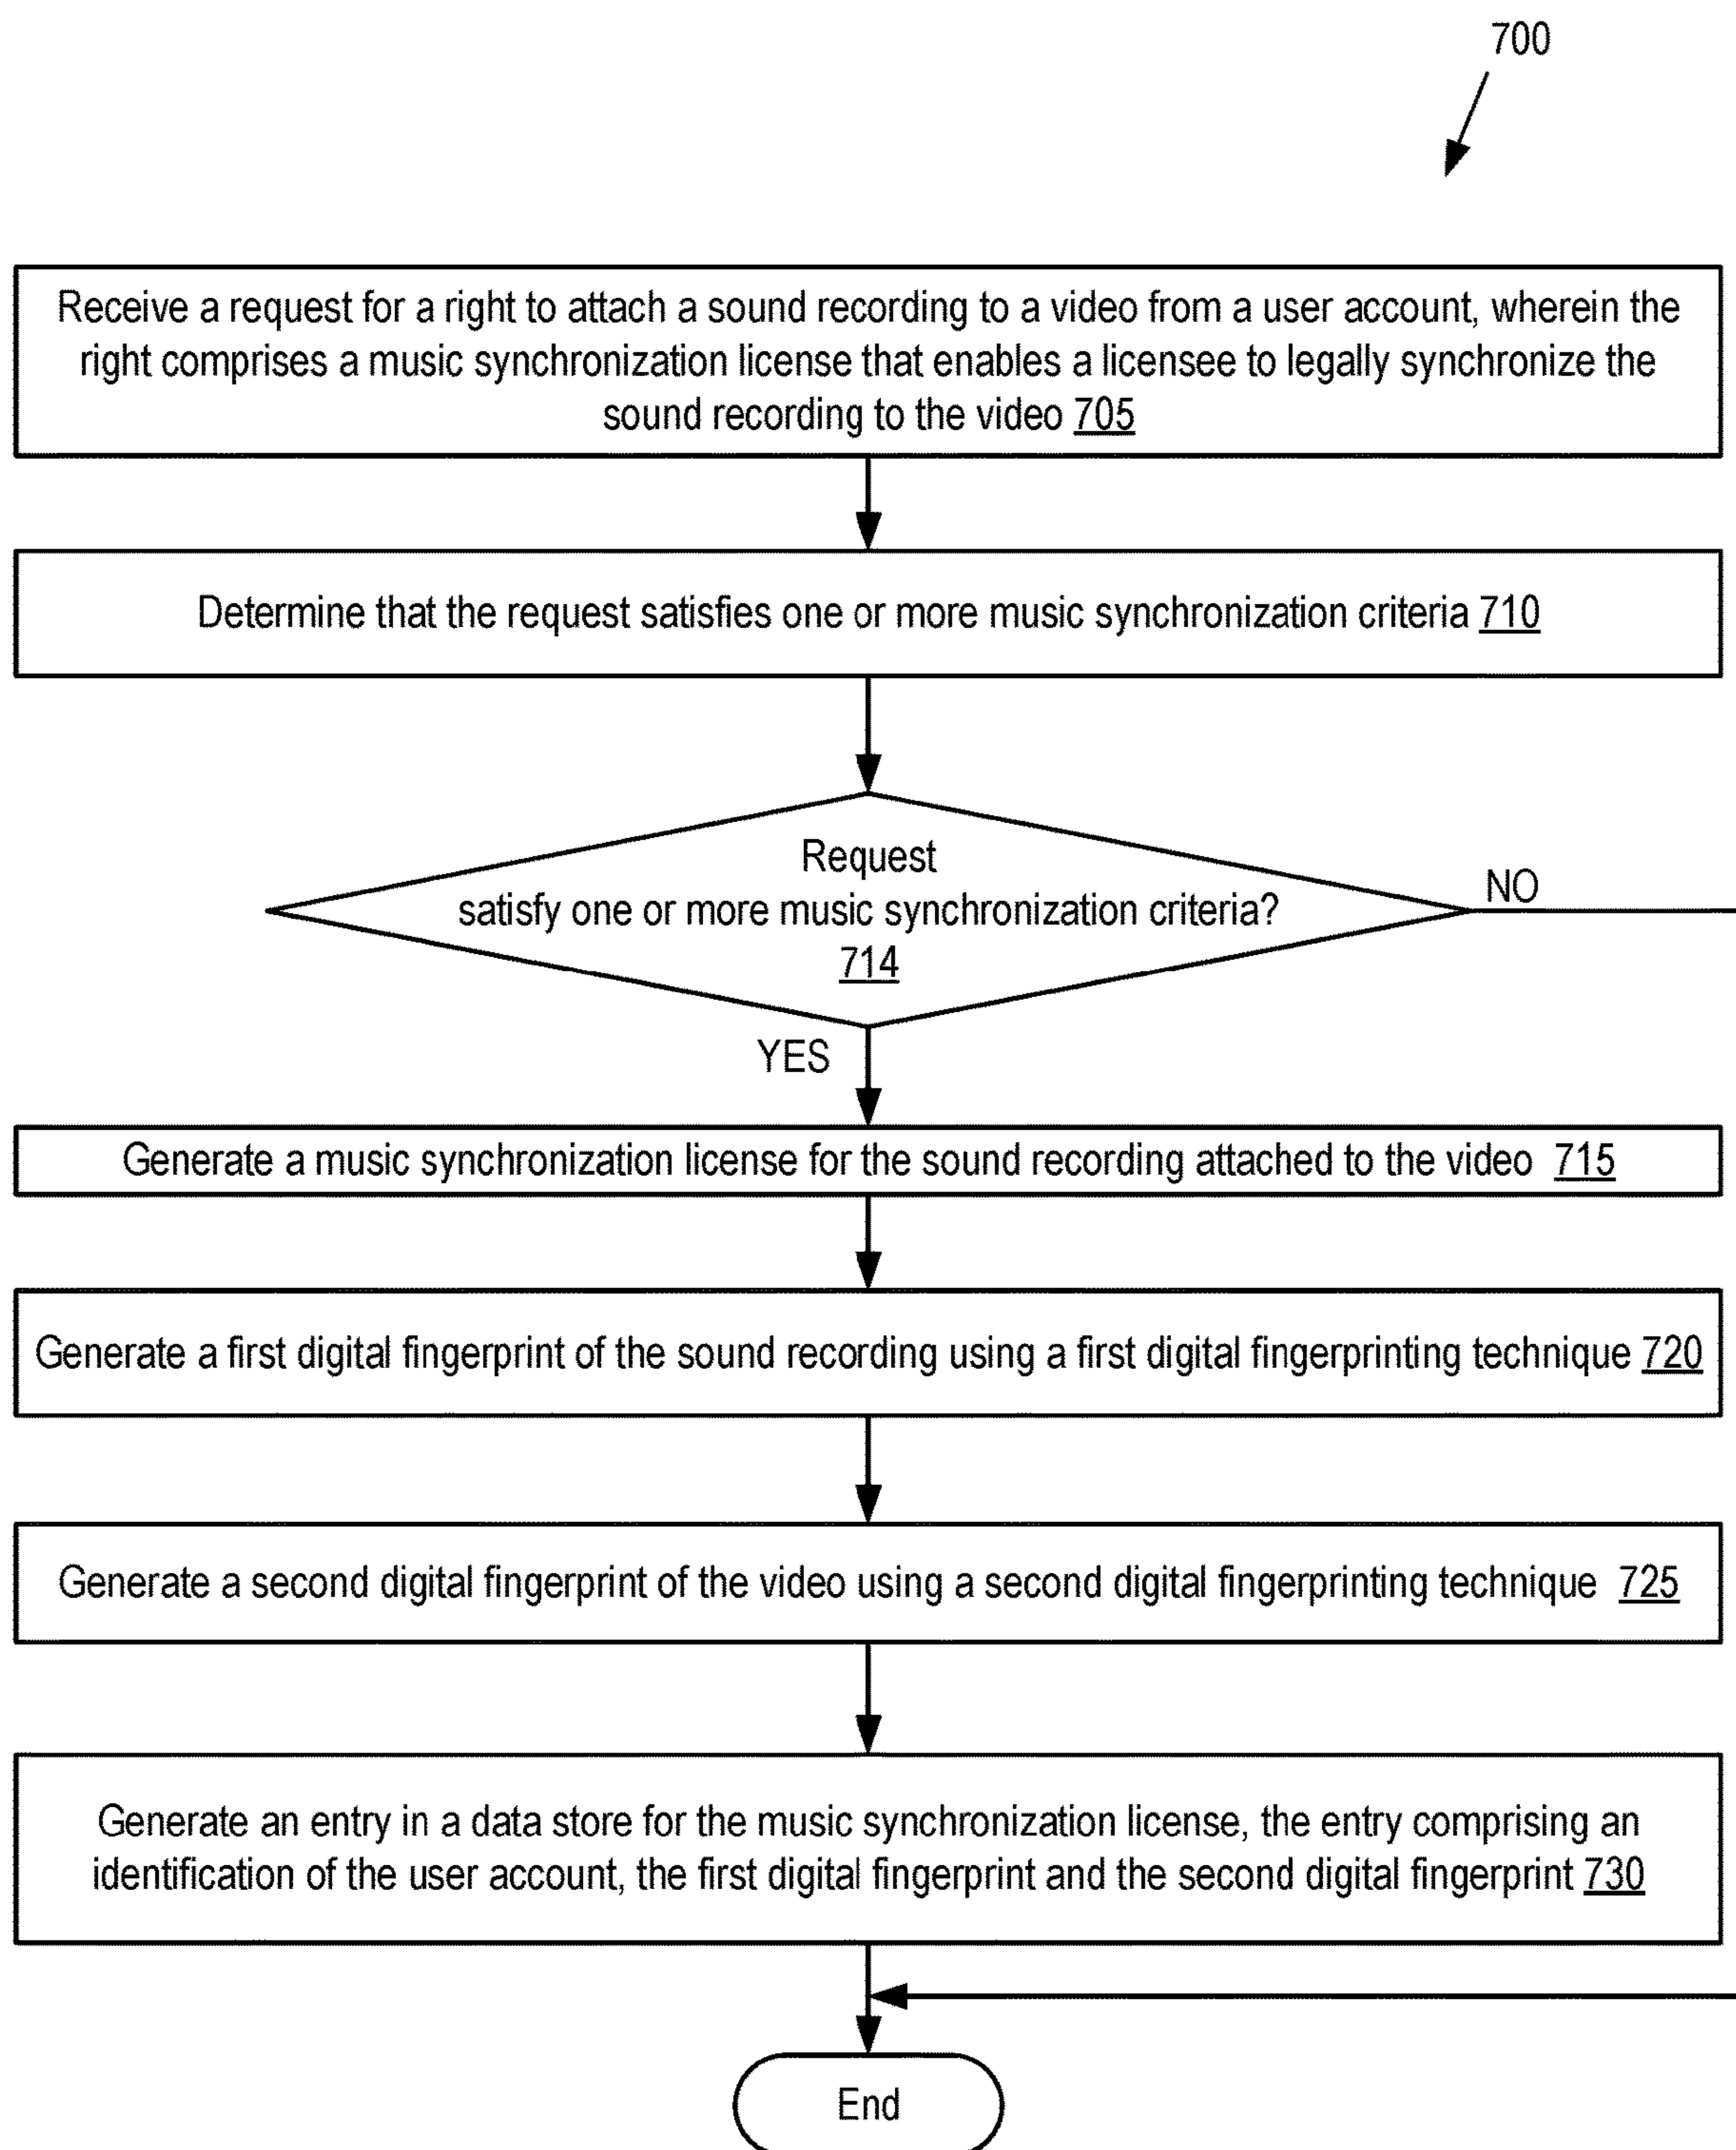 700
Receive a request for a right to attach a sound recording to a video from a user account, wherein the
right comprises a music synchronization license that enables a licensee to legally synchronize the
sound recording to the video 705
Determine that the request satisfies one or more music synchronization criteria 710
Request
satisfy one or more music synchronization criteria?
714
NO
YES
Generate a music synchronization license for the sound recording attached to the video 715
Generate a first digital fingerprint of the sound recording using a first digital fingerprinting technique 720
Generate a second digital fingerprint of the video using a second digital fingerprinting technique 725
Generate an entry in a data store for the music synchronization license, the entry comprising an
identification of the user account, the first digital fingerprint and the second digital fingerprint 730
End